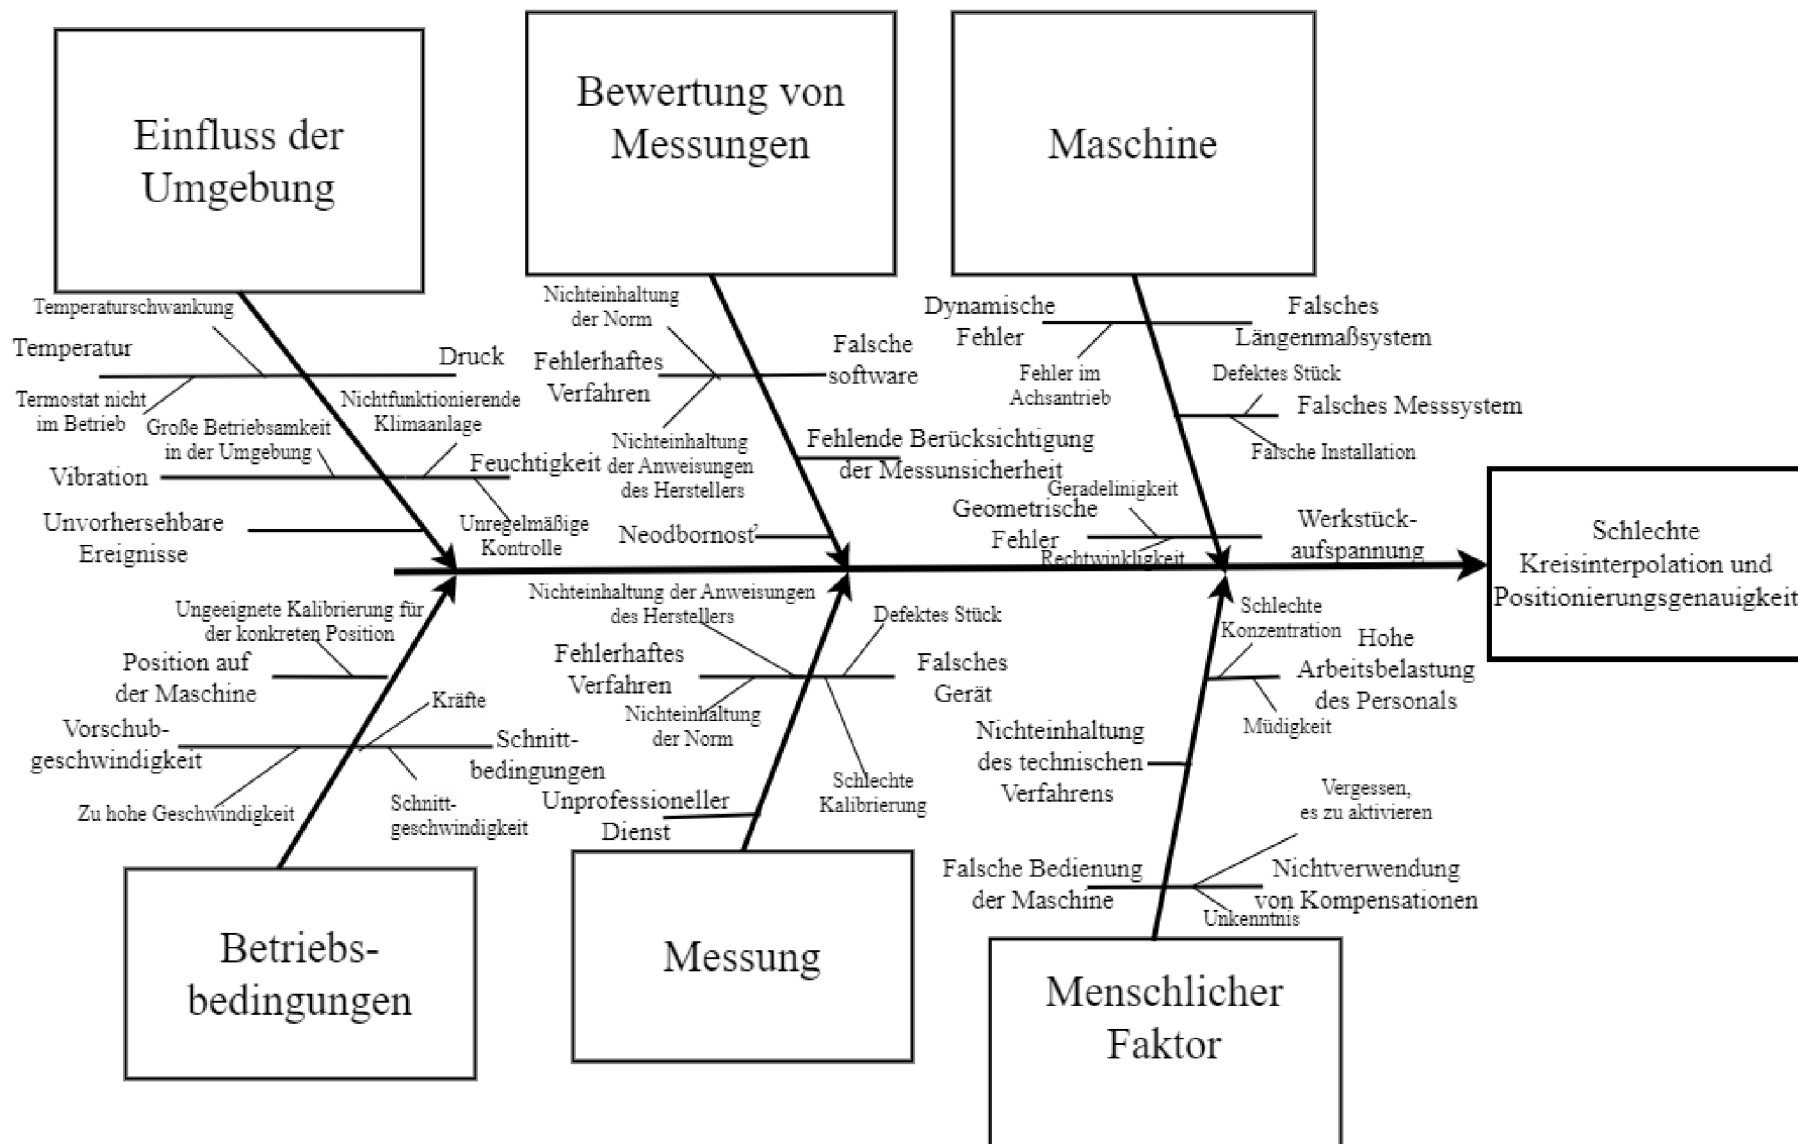 Einfluss der
Umgebung
Bewertung von
Messungen
Maschine
Temperaturschwankung
Temperatur
Druck
Termostat nicht
im Betrieb
Große Betriebsamkeit
in der Umgebung
Nichtfunktionierende
Klimaanlage
Vibration
Feuchtigkeit
Unvorhersehbare
Ereignisse
Unregelmäßige
Kontrolle
Nichteinhaltung
der Norm
Fehlerhaftes
Verfahren
Falsche
software
Nichteinhaltung
der Anweisungen
des Herstellers
Fehlende Berücksichtigung
der Messunsicherheit
Neodbornosť
Dynamische
Fehler
Falsches
Längenmaßsystem
Fehler im
Achsantrieb
Defektes Stück
Falsches Messsystem
Falsche Installation
Geradelinigkeit
Geometrische
Fehler
Rechtwinkligkeit
Werkstück-
aufspannung
Schlechte
Kreisinterpolation und
Positionierungsgenauigkeit
Ungeeignete Kalibrierung für
der konkreten Position
Position auf
der Maschine
Kräfte
Vorschub-
geschwindigkeit
Schnitt-
bedingungen
Zu hohe Geschwindigkeit
Schnitt-
geschwindigkeit
Nichteinhaltung der Anweisungen
des Herstellers
Defektes Stück
Fehlerhaftes
Verfahren
Falsches
Gerät
Nichteinhaltung
der Norm
Schlechte
Kalibrierung
Unprofessioneller
Dienst
Schlechte
Konzentration
Hohe
Arbeitsbelastung
des Personals
Müdigkeit
Nichteinhaltung
des technischen
Verfahrens
Vergessen,
es zu aktivieren
Falsche Bedienung
der Maschine
Nichtverwendung
von Kompensationen
Unkenntnis
Betriebs-
bedingungen
Messung
Menschlicher
Faktor